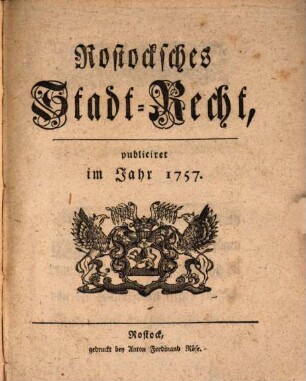 Rostocksches
Stadt-Recht,
publiciret
im Jahr 1757.
Rostock,
gedruckt bey Anton Ferdinand Röse.